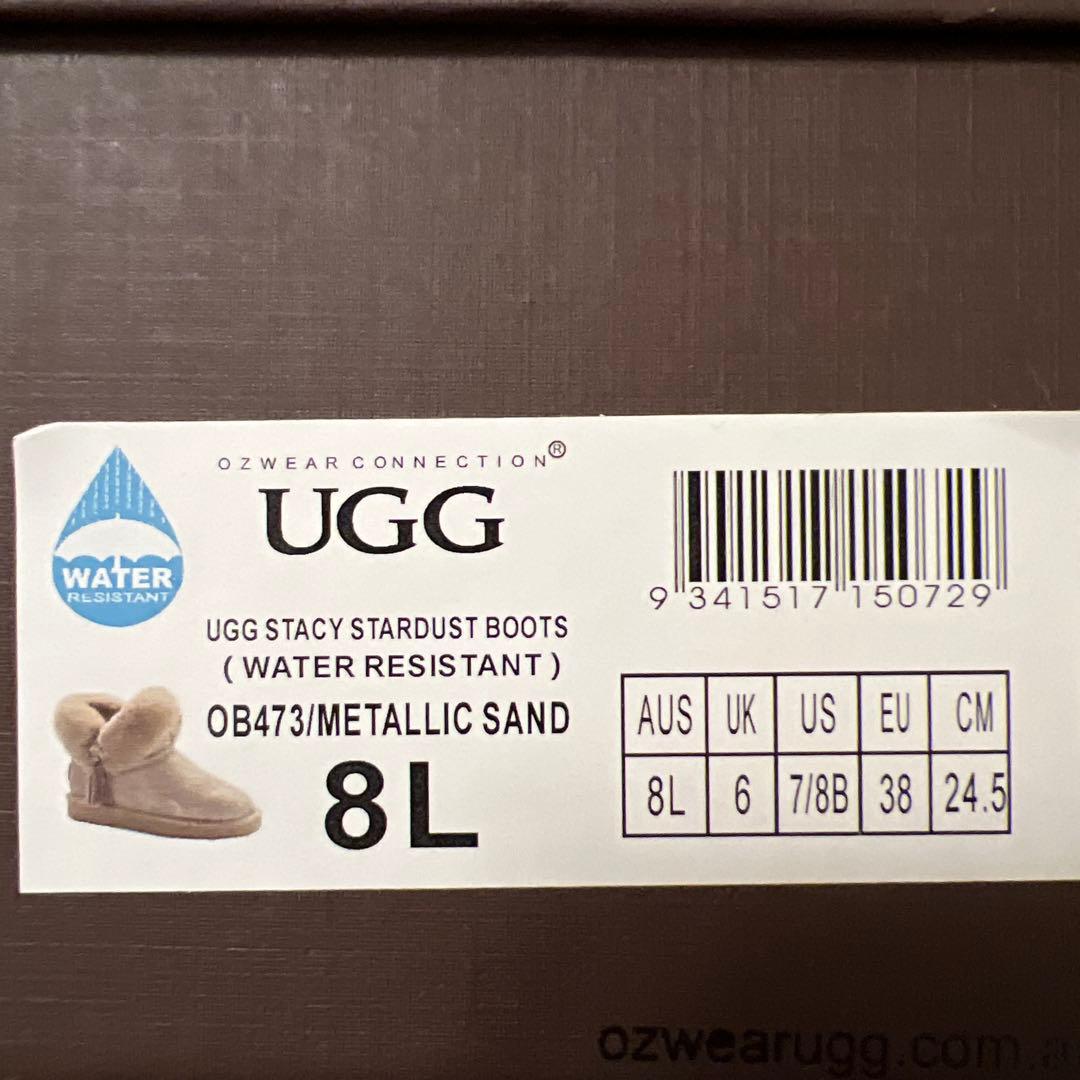 OZWEAR CONNECTION®
UGG
WATER
RESISTANT
UGG STACY STARDUST BOOTS
( WATER RESISTANT )
OB473/METALLIC SAND
8L
9 341517 150729
AUS UK US EU CM
8L 6 7/8B 38 24.5
ozwearugg.com.a